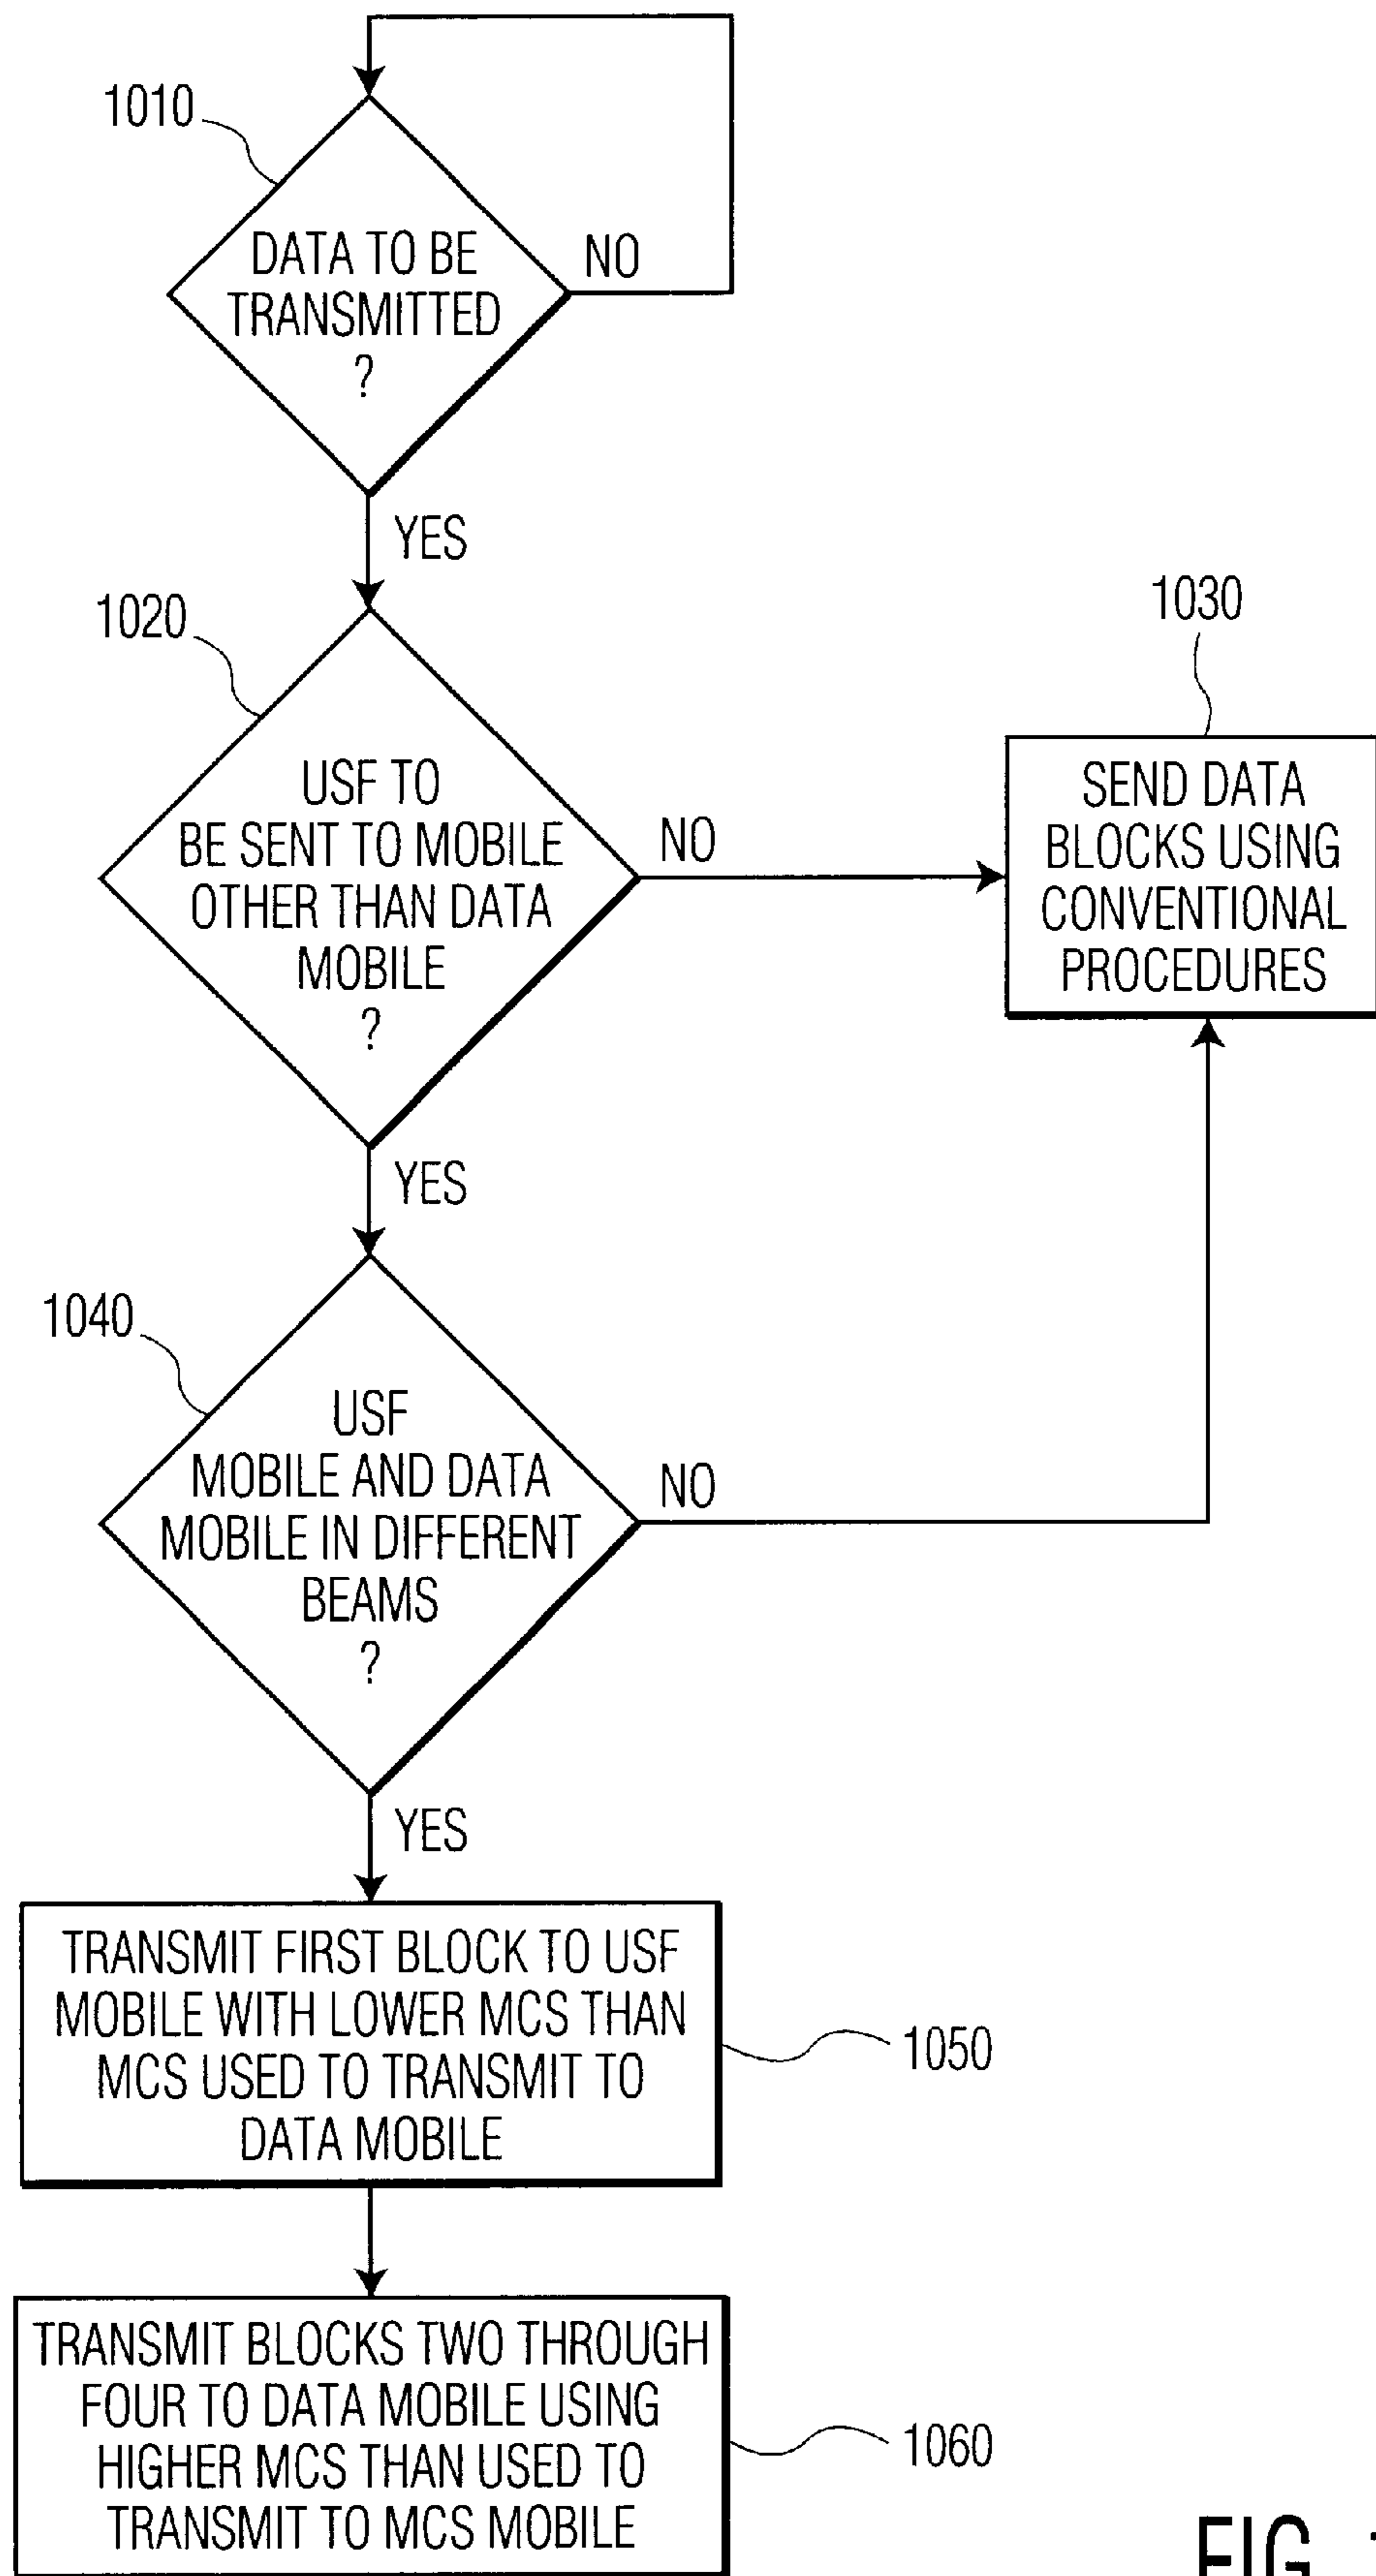 1010
DATA TO BE
TRANSMITTED
?
NO
YES
1020
USF TO
BE SENT TO MOBILE
OTHER THAN DATA
MOBILE
?
NO
1030
SEND DATA
BLOCKS USING
CONVENTIONAL
PROCEDURES
YES
1040
USF
MOBILE AND DATA
MOBILE IN DIFFERENT
BEAMS
?
NO
YES
TRANSMIT FIRST BLOCK TO USF
MOBILE WITH LOWER MCS THAN
MCS USED TO TRANSMIT TO
DATA MOBILE
1050
TRANSMIT BLOCKS TWO THROUGH
FOUR TO DATA MOBILE USING
HIGHER MCS THAN USED TO
TRANSMIT TO MCS MOBILE
1060
FIG.